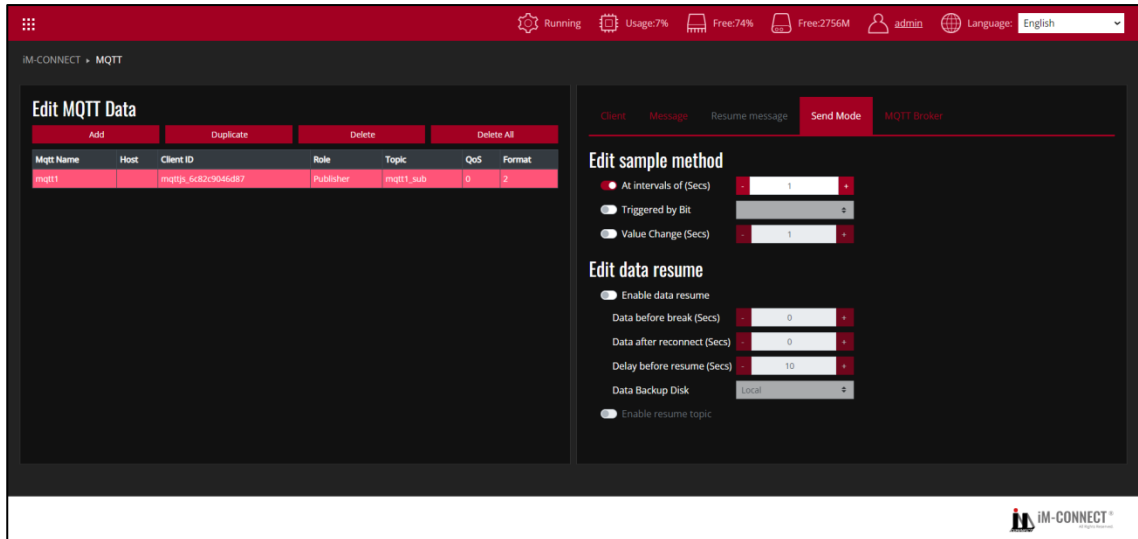 Running Usage:7% Free:74% Free:2756M admin Language: English
iM-CONNECT ▸ MQTT
Edit MQTT Data
Add Duplicate Delete Delete All
Mqtt Name Host Client ID Role Topic QoS Format
mqtt1 mqttjs_6c82c9046d87 Publisher mqtt1_sub 0 2
Client Message Resume message Send Mode MQTT Broker
Edit sample method
At intervals of (Secs) - 1 +
Triggered by Bit
Value Change (Secs) - 1 +
Edit data resume
Enable data resume
Data before break (Secs) - 0 +
Data after reconnect (Secs) - 0 +
Delay before resume (Secs) - 10 +
Data Backup Disk Local
Enable resume topic
iM-CONNECT®
All Rights Reserved